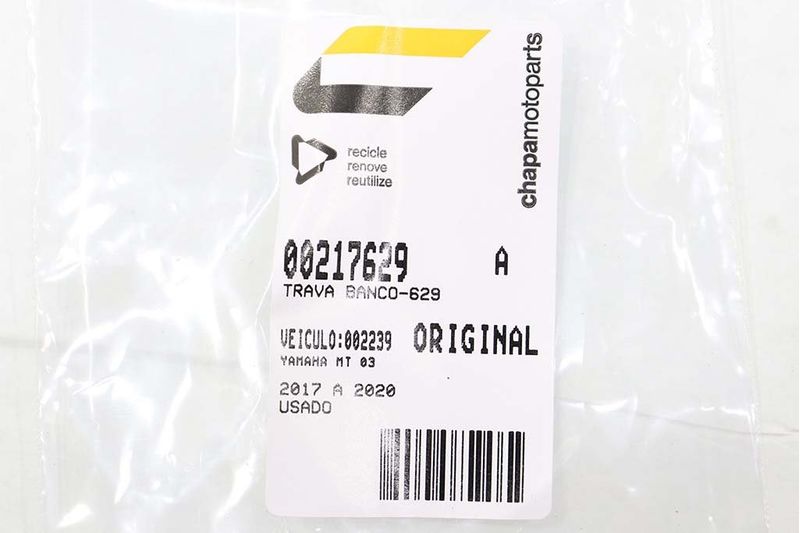 chapamotoparts
recicle
renove
reutilize
00217629 A
TRAVA BANCO-629
VEICULO:002239 ORIGINAL
YAMAHA MT 03
2017 A 2020
USADO